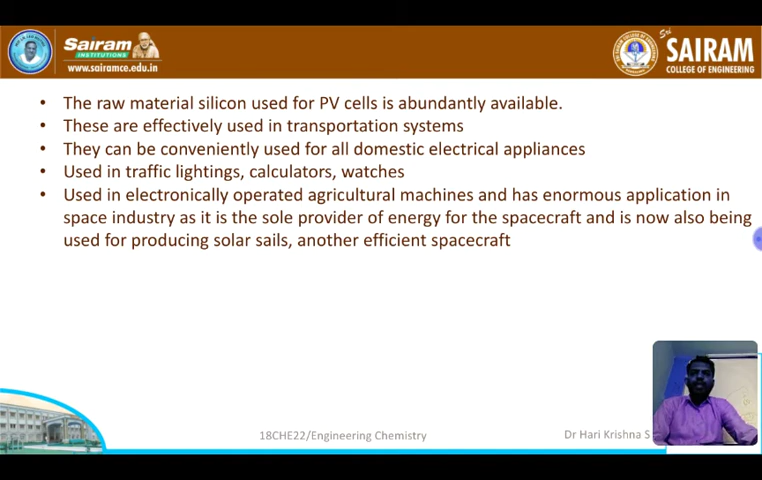 Sairam
INSTITUTIONS
www.sairamce.edu.in
Sri
SAIRAM
COLLEGE OF ENGINEERING
• The raw material silicon used for PV cells is abundantly available.
• These are effectively used in transportation systems
• They can be conveniently used for all domestic electrical appliances
• Used in traffic lightings, calculators, watches
• Used in electronically operated agricultural machines and has enormous application in
space industry as it is the sole provider of energy for the spacecraft and is now also being
used for producing solar sails, another efficient spacecraft
18CHE22/Engineering Chemistry
Dr Hari Krishna S